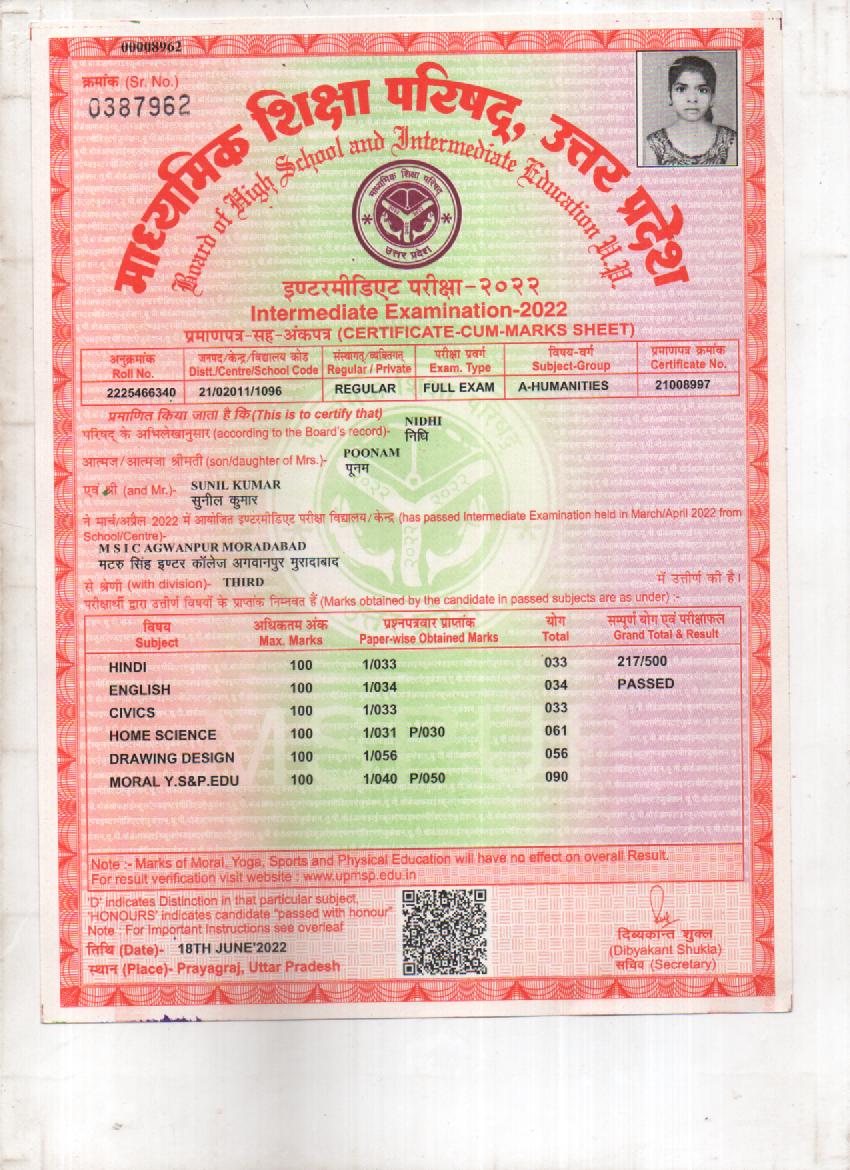 00008962
क्रमांक (Sr. No.)
0387962
माध्यमिक शिक्षा परिषद्, उत्तर प्रदेश
Board of High School and Intermediate Education U.P.
माध्यमिक शिक्षा परिषद्
उत्तर प्रदेश
इण्टरमीडिएट परीक्षा-२०२२
Intermediate Examination-2022
प्रमाणपत्र-सह-अंकपत्र (CERTIFICATE-CUM-MARKS SHEET)
अनुक्रमांक जनपद/केन्द्र/विद्यालय कोड संस्थागत/व्यक्तिगत परीक्षा प्रवर्ग विषय-वर्ग प्रमाणपत्र क्रमांक
Roll No. Distt./Centre/School Code Regular / Private Exam. Type Subject-Group Certificate No.
2225466340 21/02011/1096 REGULAR FULL EXAM A-HUMANITIES 21008997
प्रमाणित किया जाता है कि(This is to certify that)
परिषद् के अभिलेखानुसार (according to the Board's record)- NIDHI
निधि
आत्मज/आत्मजा श्रीमती (son/daughter of Mrs.)- POONAM
पूनम
एवं श्री (and Mr.)- SUNIL KUMAR
सुनील कुमार
ने मार्च/अप्रैल 2022 में आयोजित इण्टरमीडिएट परीक्षा विद्यालय/केन्द्र (has passed Intermediate Examination held in March/April 2022 from
School/Centre)-
M S I C AGWANPUR MORADABAD
मटरु सिंह इण्टर कॉलेज अगवानपुर मुरादाबाद
से श्रेणी (with division)- THIRD में उत्तीर्ण की है।
परीक्षार्थी द्वारा उत्तीर्ण विषयों के प्राप्तांक निम्नवत हैं (Marks obtained by the candidate in passed subjects are as under) :-
विषय अधिकतम अंक प्रश्नपत्रवार प्राप्तांक योग सम्पूर्ण योग एवं परीक्षाफल
Subject Max. Marks Paper-wise Obtained Marks Total Grand Total & Result
HINDI 100 1/033 033 217/500
ENGLISH 100 1/034 034 PASSED
CIVICS 100 1/033 033
HOME SCIENCE 100 1/031 P/030 061
DRAWING DESIGN 100 1/056 056
MORAL Y.S&P.EDU 100 1/040 P/050 090
Note :- Marks of Moral, Yoga, Sports and Physical Education will have no effect on overall Result.
For result verification visit website : www.upmsp.edu.in
'D' indicates Distinction in that particular subject,
'HONOURS' indicates candidate "passed with honour"
Note : For Important Instructions see overleaf
तिथि (Date)- 18TH JUNE'2022
स्थान (Place)- Prayagraj, Uttar Pradesh
दिब्यकान्त शुक्ल
(Dibyakant Shukla)
सचिव (Secretary)